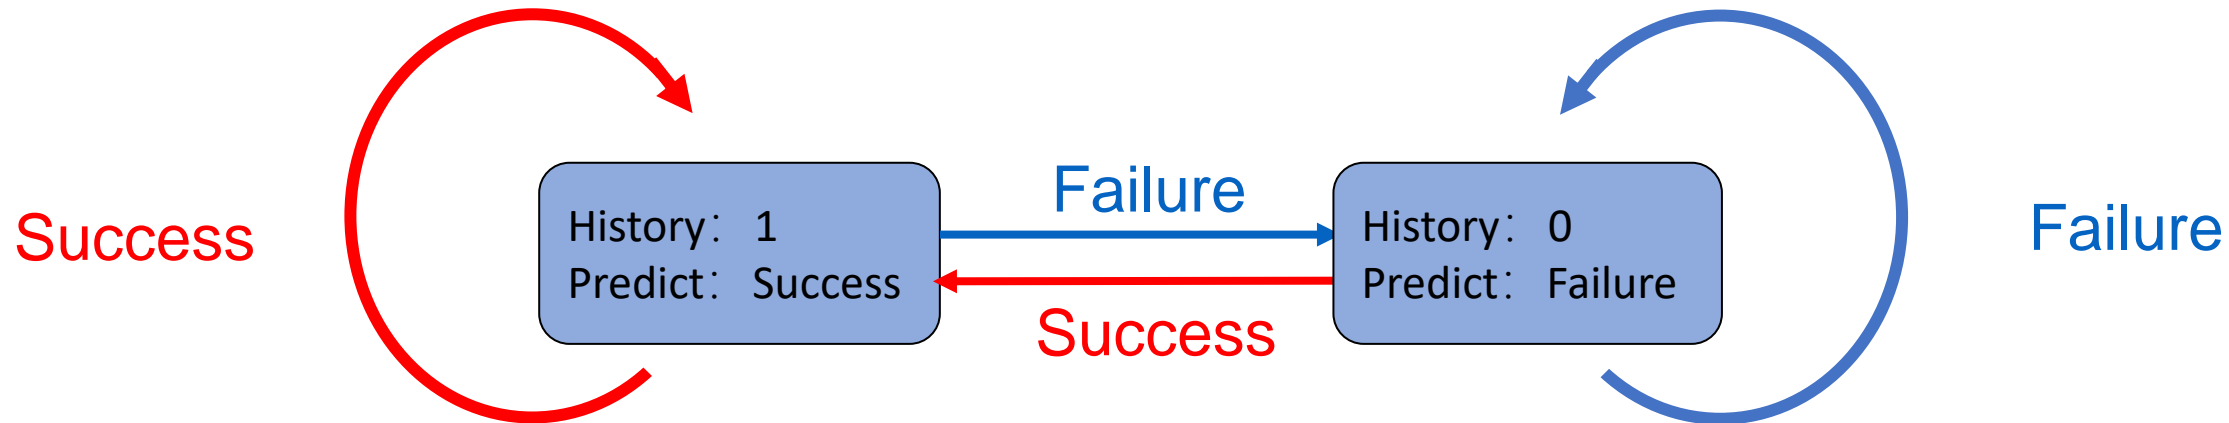 Success
History： 1
Predict： Success
Failure
Success
History： 0
Predict： Failure
Failure